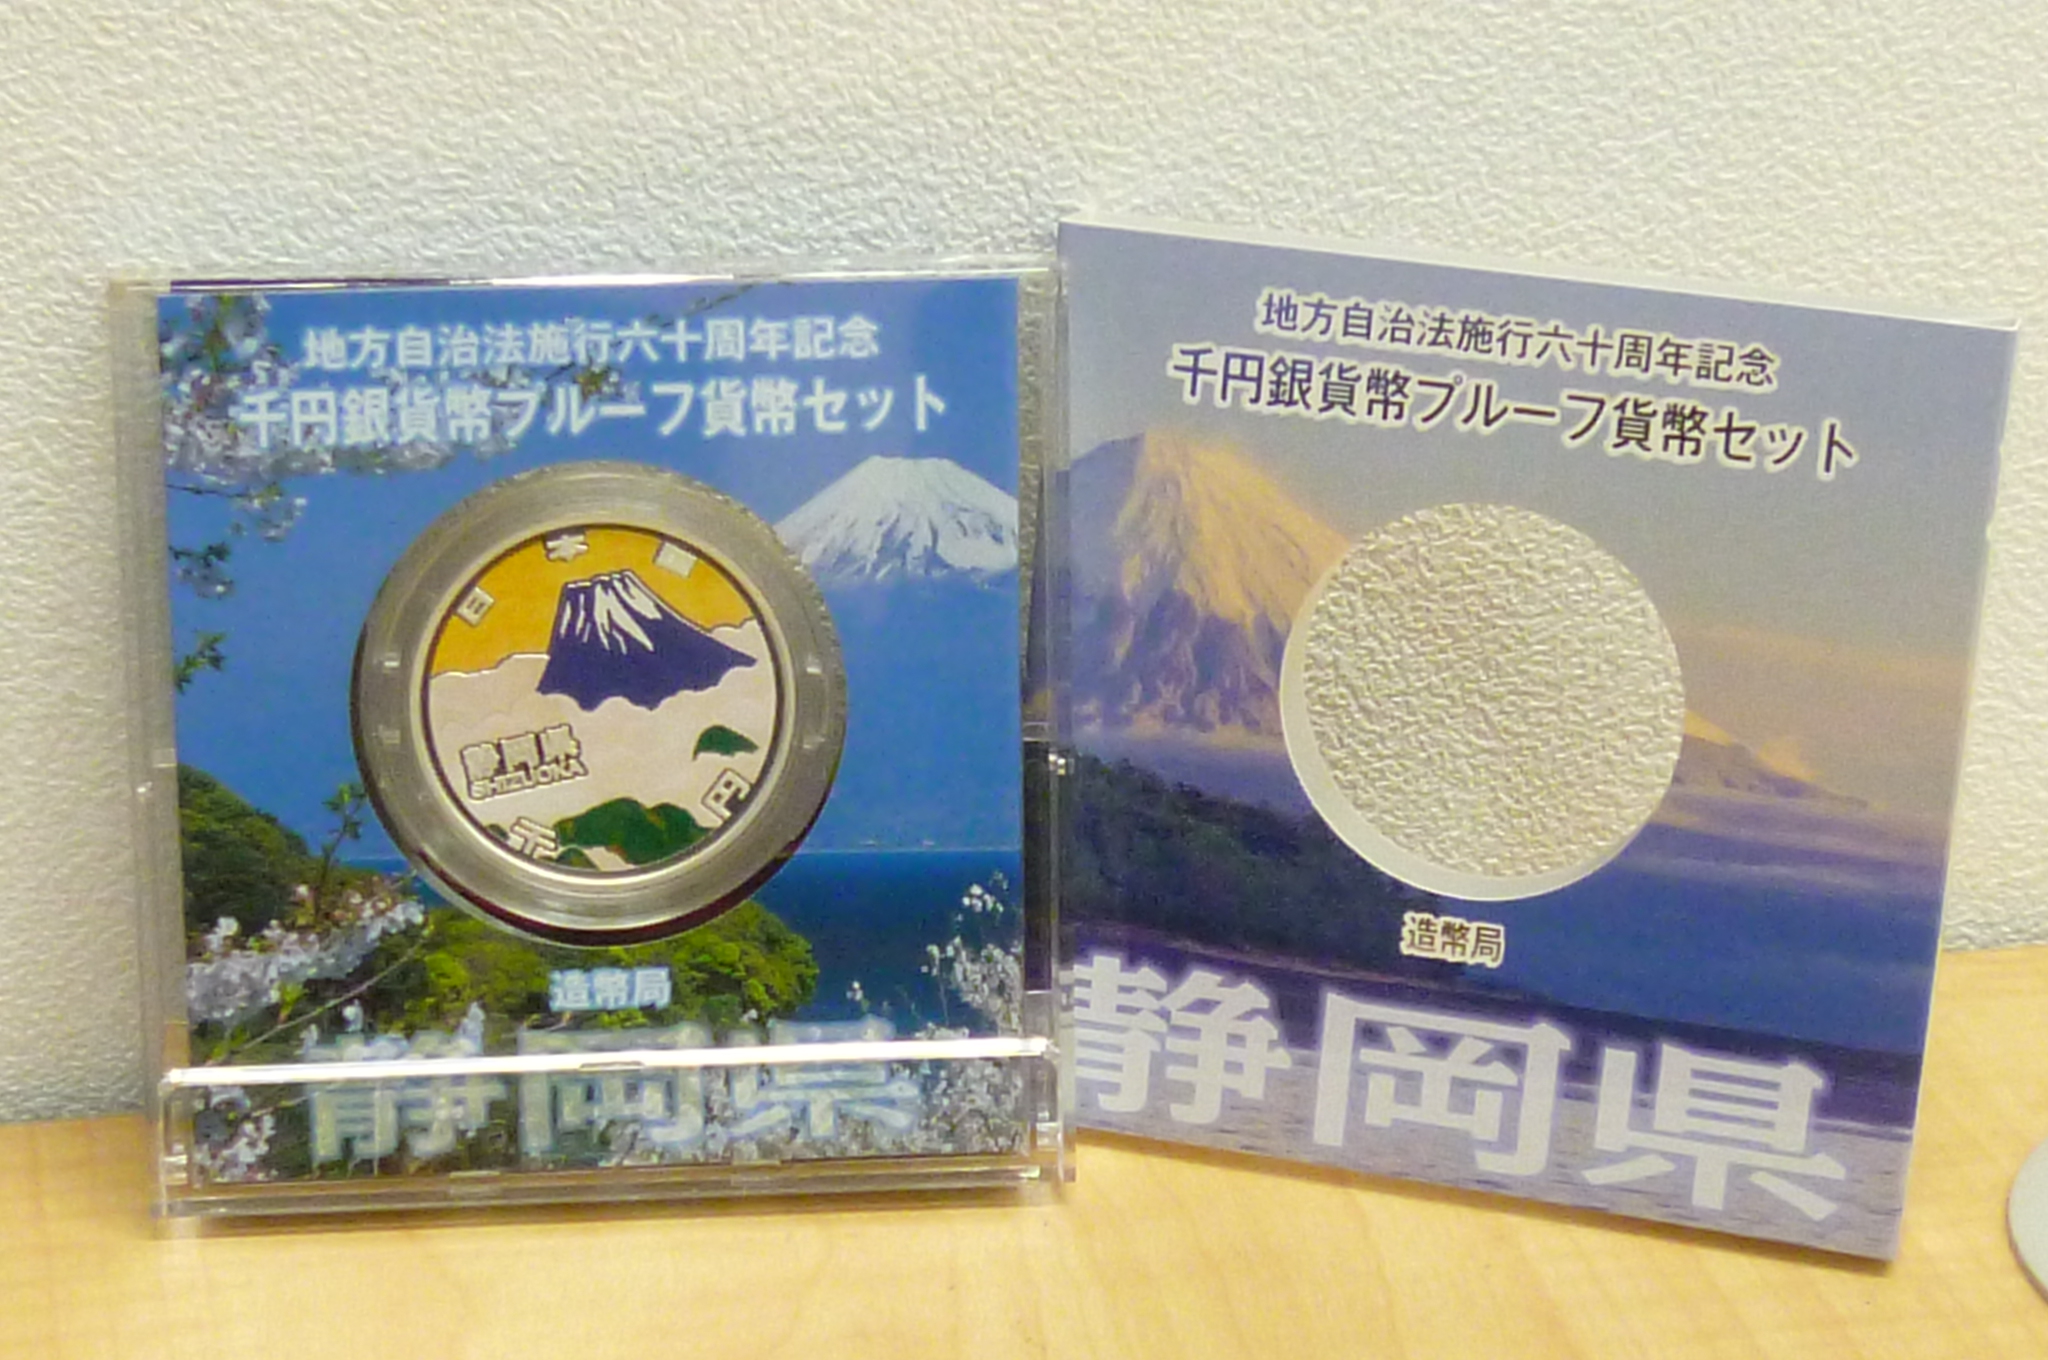 地方自治法施行六十周年記念
千円銀貨幣プルーフ貨幣セット
日本国
静岡県
SHIZUOKA
千円
造幣局
静岡県
地方自治法施行六十周年記念
千円銀貨幣プルーフ貨幣セット
造幣局
静岡県